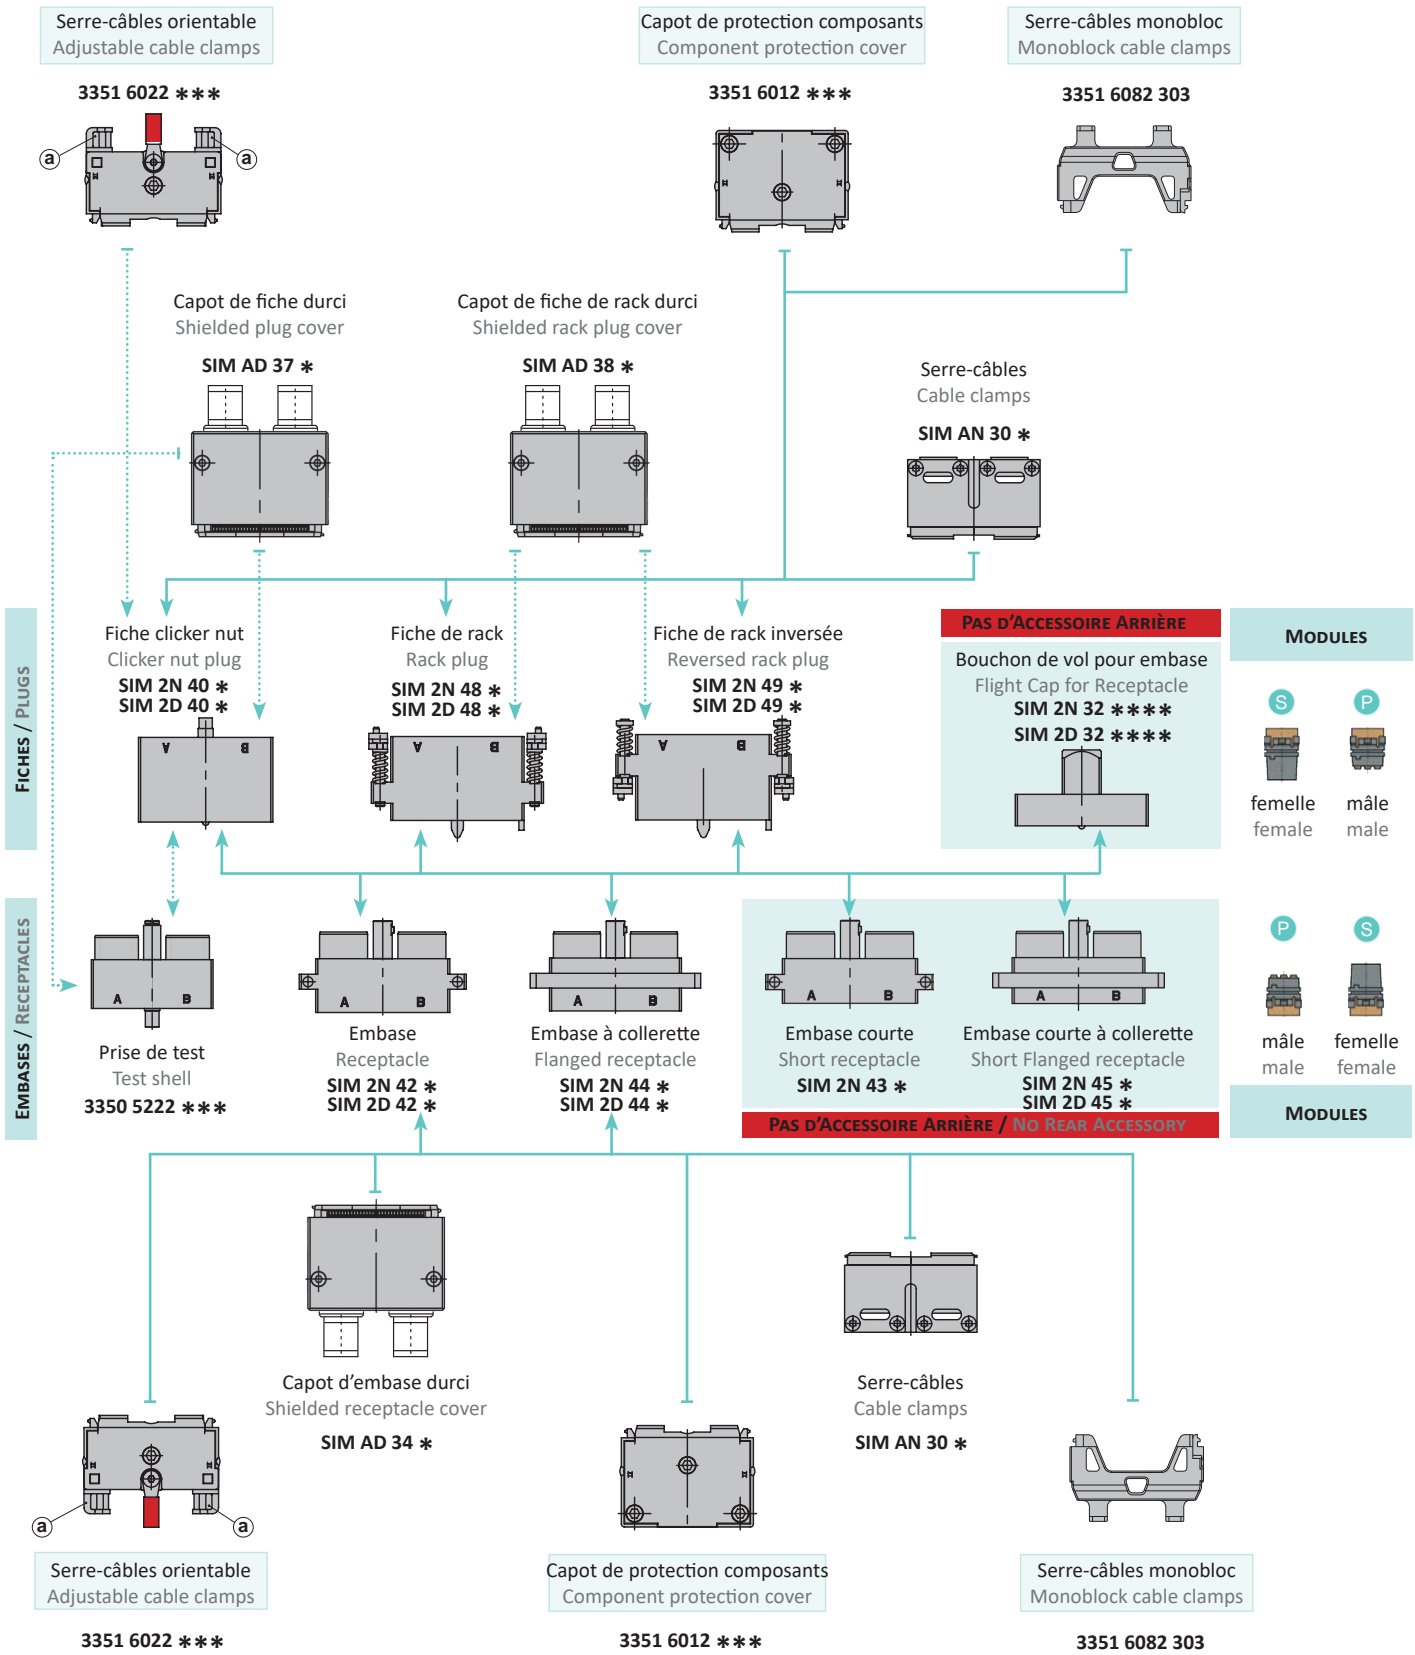 Serre-câbles orientable
Adjustable cable clamps
3351 6022 ***
a
a
Capot de protection composants
Component protection cover
3351 6012 ***
Serre-câbles monobloc
Monoblock cable clamps
3351 6082 303
Capot de fiche durci
Shielded plug cover
SIM AD 37 *
Capot de fiche de rack durci
Shielded rack plug cover
SIM AD 38 *
Serre-câbles
Cable clamps
SIM AN 30 *
FICHES / PLUGS
Fiche clicker nut
Clicker nut plug
SIM 2N 40 *
SIM 2D 40 *
A B
Fiche de rack
Rack plug
SIM 2N 48 *
SIM 2D 48 *
A B
Fiche de rack inversée
Reversed rack plug
SIM 2N 49 *
SIM 2D 49 *
A B
PAS D'ACCESSOIRE ARRIÈRE
Bouchon de vol pour embase
Flight Cap for Receptacle
SIM 2N 32 ****
SIM 2D 32 ****
MODULES
S P
femelle mâle
female male
EMBASES / RECEPTACLES
A B
Prise de test
Test shell
3350 5222 ***
A B
Embase
Receptacle
SIM 2N 42 *
SIM 2D 42 *
A B
Embase à collerette
Flanged receptacle
SIM 2N 44 *
SIM 2D 44 *
A B
Embase courte
Short receptacle
SIM 2N 43 *
A B
Embase courte à collerette
Short Flanged receptacle
SIM 2N 45 *
SIM 2D 45 *
PAS D'ACCESSOIRE ARRIÈRE / NO REAR ACCESSORY
P S
mâle femelle
male female
MODULES
Capot d'embase durci
Shielded receptacle cover
SIM AD 34 *
Serre-câbles
Cable clamps
SIM AN 30 *
a
a
Serre-câbles orientable
Adjustable cable clamps
3351 6022 ***
Capot de protection composants
Component protection cover
3351 6012 ***
Serre-câbles monobloc
Monoblock cable clamps
3351 6082 303